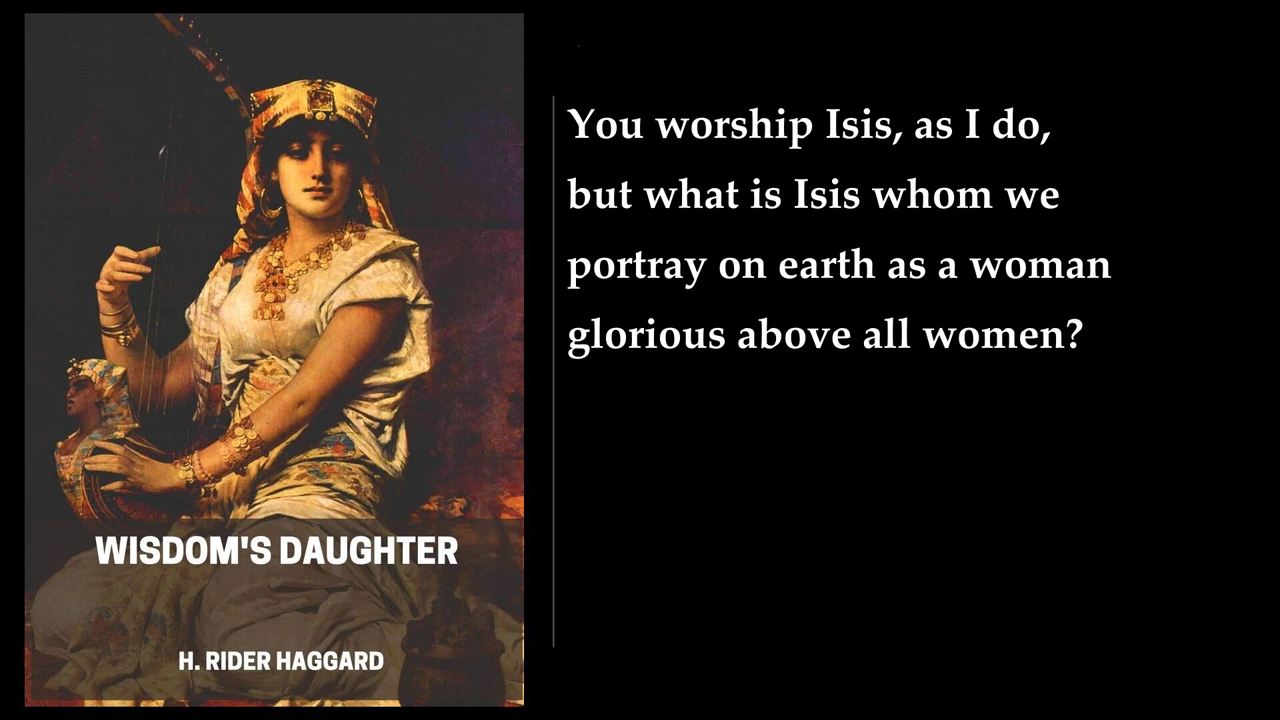 WISDOM'S DAUGHTER
H. RIDER HAGGARD
You worship Isis, as I do,
but what is Isis whom we
portray on earth as a woman
glorious above all women?